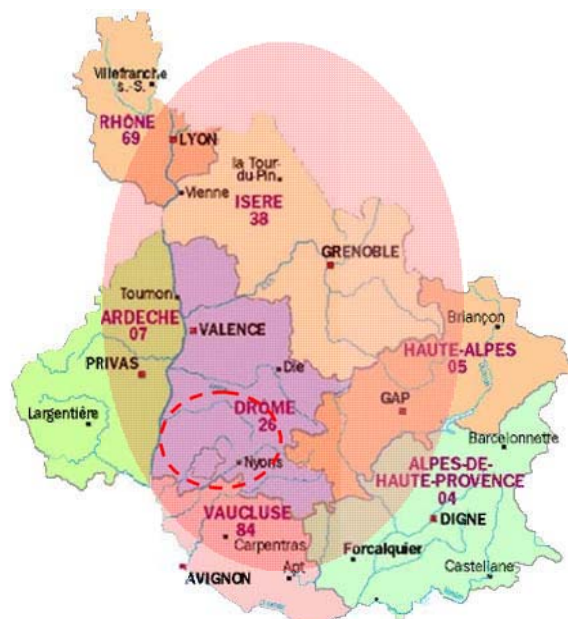 Villefranche
s.-S.
RHÔNE
69
LYON
la Tour-
du-Pin
Vienne
ISERE
38
GRENOBLE
Tournon
ARDECHE
07
VALENCE
Briançon
HAUTE-ALPES
05
PRIVAS
Die
Largentière
DROME
26
GAP
Barcelonnette
Nyons
ALPES-DE-
HAUTE-PROVENCE
04
VAUCLUSE
84
DIGNE
Carpentras
Forcalquier
AVIGNON
Apt
Castellane